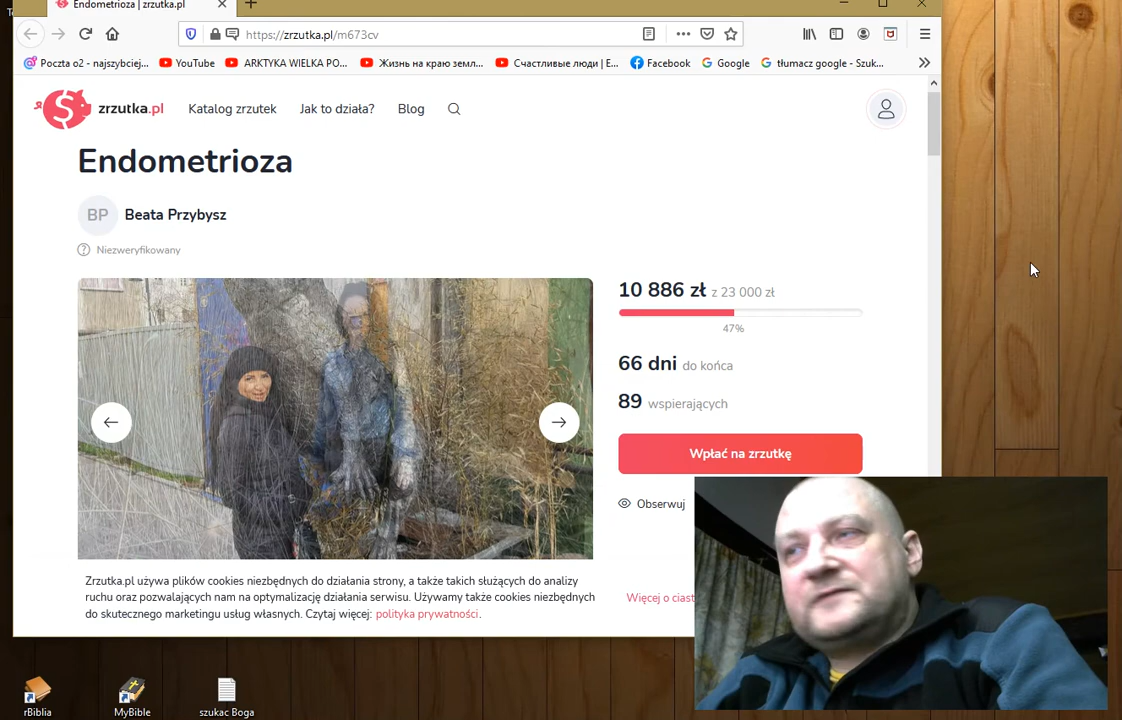 Endometrioza | zrzutka.pl
https://zrzutka.pl/m673cv
Poczta o2 - najszybciej... YouTube ARKTYKA WIELKA PO... Жизнь на краю земл... Счастливые люди | Е... Facebook Google tłumacz google - Szuk...
zrzutka.pl Katalog zrzutek Jak to działa? Blog
Endometrioza
BP Beata Przybysz
Niezweryfikowany
10 886 zł z 23 000 zł
47%
66 dni do końca
89 wspierających
Wpłać na zrzutkę
Obserwuj
Zrzutka.pl używa plików cookies niezbędnych do działania strony, a także takich służących do analizy
ruchu oraz pozwalających nam na optymalizację działania serwisu. Używamy także cookies niezbędnych
do skutecznego marketingu usług własnych. Czytaj więcej: polityka prywatności.
Więcej o ciast
rBiblia MyBible szukac Boga